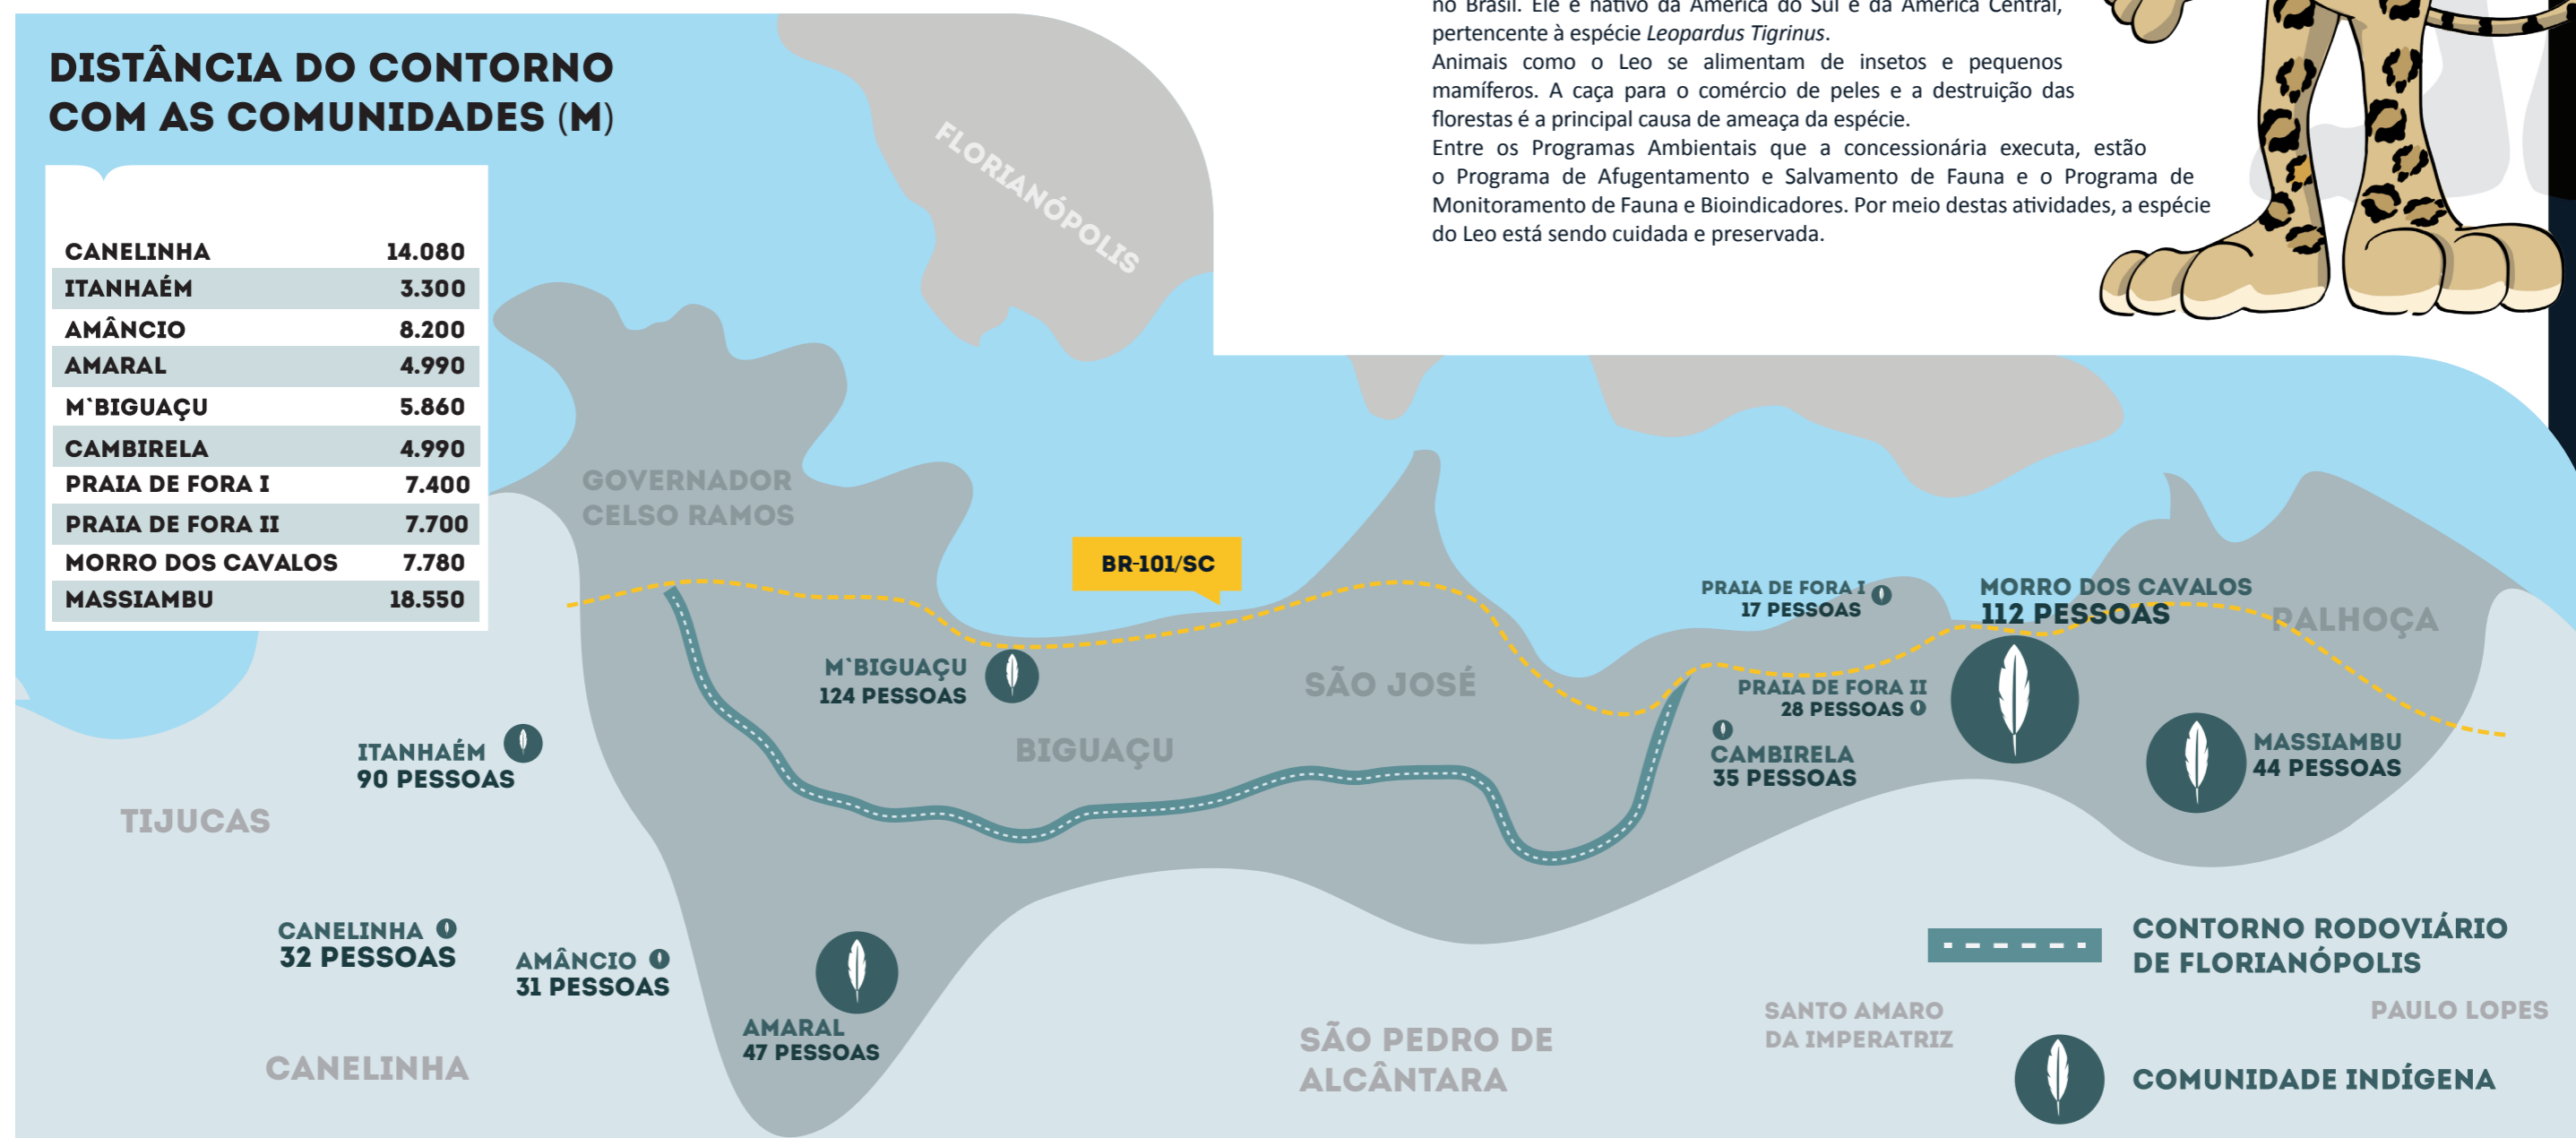 no Brasil. Ele é nativo da América do Sul e da América Central,
pertencente à espécie Leopardus Tigrinus.
Animais como o Leo se alimentam de insetos e pequenos
mamíferos. A caça para o comércio de peles e a destruição das
florestas é a principal causa de ameaça da espécie.
Entre os Programas Ambientais que a concessionária executa, estão
o Programa de Afugentamento e Salvamento de Fauna e o Programa de
Monitoramento de Fauna e Bioindicadores. Por meio destas atividades, a espécie
do Leo está sendo cuidada e preservada.
DISTÂNCIA DO CONTORNO
COM AS COMUNIDADES (M)
CANELINHA 14.080
ITANHAÉM 3.300
AMÂNCIO 8.200
AMARAL 4.990
M`BIGUAÇU 5.860
CAMBIRELA 4.990
PRAIA DE FORA I 7.400
PRAIA DE FORA II 7.700
MORRO DOS CAVALOS 7.780
MASSIAMBU 18.550
FLORIANÓPOLIS
GOVERNADOR
CELSO RAMOS
BR-101/SC
M`BIGUAÇU
124 PESSOAS
SÃO JOSÉ
BIGUAÇU
PRAIA DE FORA I
17 PESSOAS
MORRO DOS CAVALOS
112 PESSOAS
PALHOÇA
PRAIA DE FORA II
28 PESSOAS
CAMBIRELA
35 PESSOAS
MASSIAMBU
44 PESSOAS
ITANHAÉM
90 PESSOAS
TIJUCAS
CANELINHA
32 PESSOAS
AMÂNCIO
31 PESSOAS
AMARAL
47 PESSOAS
CANELINHA
SÃO PEDRO DE
ALCÂNTARA
SANTO AMARO
DA IMPERATRIZ
PAULO LOPES
CONTORNO RODOVIÁRIO
DE FLORIANÓPOLIS
COMUNIDADE INDÍGENA